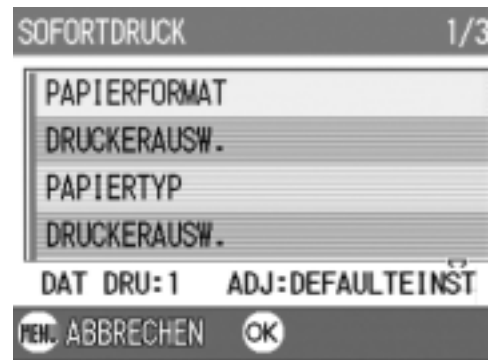 SOFORTDRUCK 1/3
PAPIERFORMAT
DRUCKERAUSW.
PAPIERTYP
DRUCKERAUSW.
DAT DRU:1 ADJ:DEFAULTEINST
MENU ABBRECHEN OK